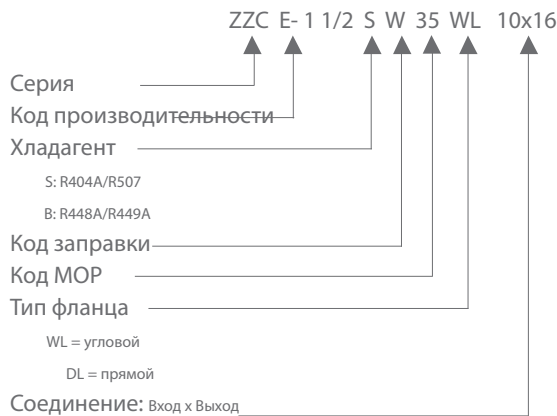 ZZC E- 1 1/2 S W 35 WL 10x16
Серия
Код производительности
Хладагент
S: R404A/R507
B: R448A/R449A
Код заправки
Код МОР
Тип фланца
WL = угловой
DL = прямой
Соединение: Вход x Выход